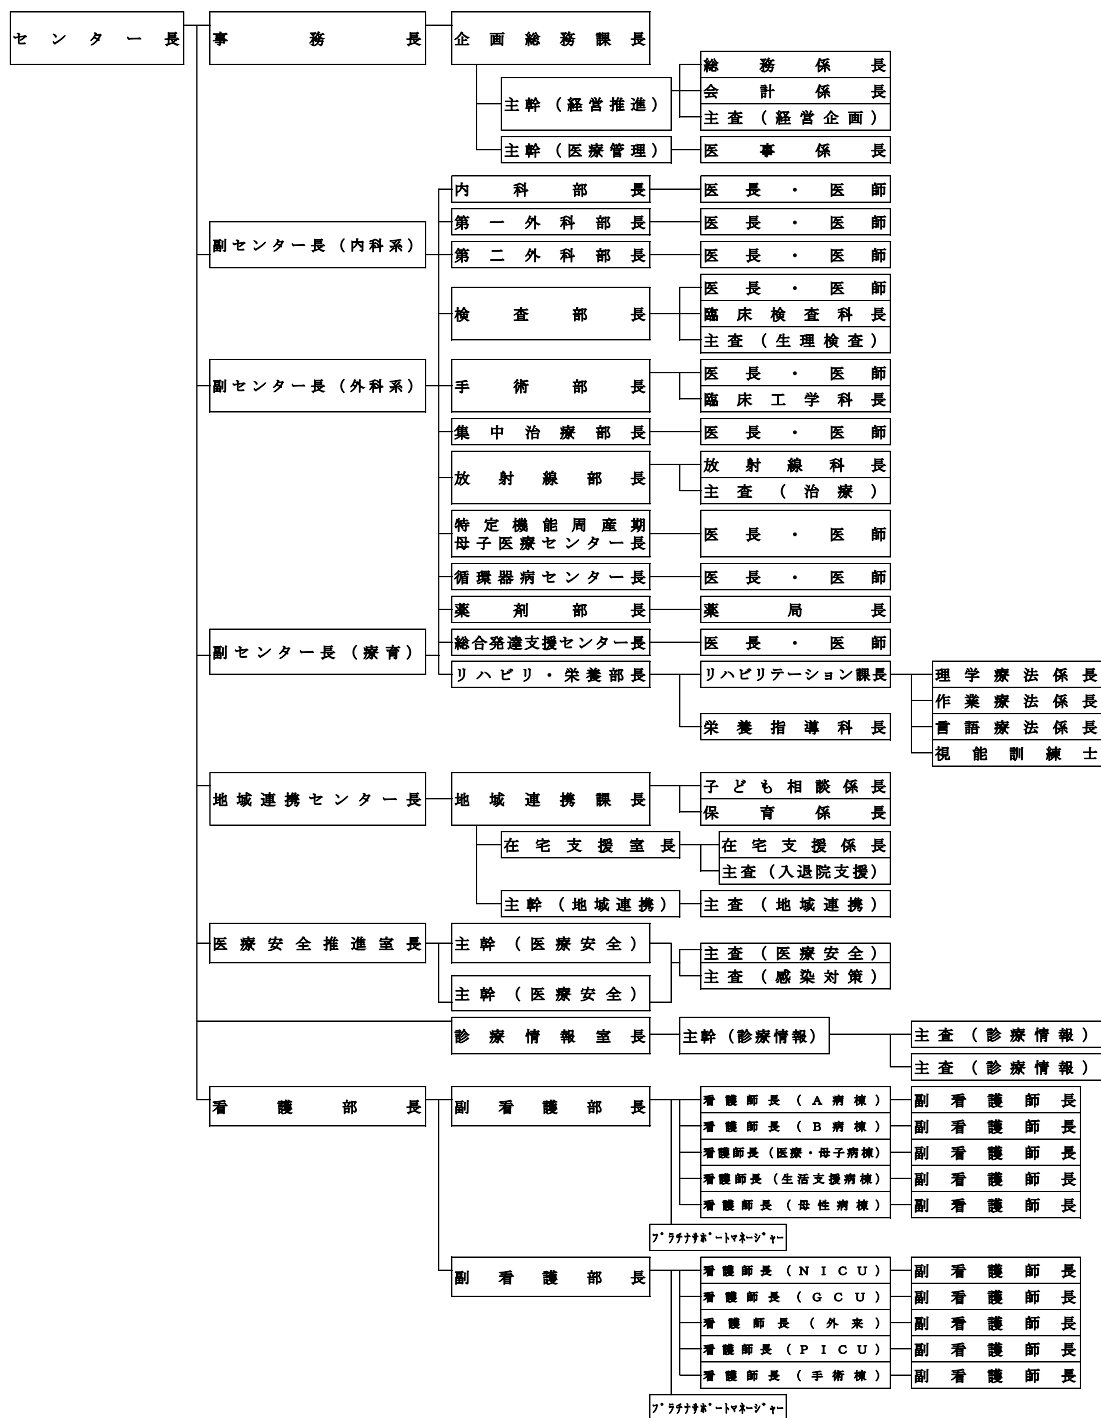 センター長
事務長
企画総務課長
主幹（経営推進）
総務係長
会計係長
主査（経営企画）
主幹（医療管理）
医事係長
副センター長（内科系）
副センター長（外科系）
副センター長（療育）
内科部長
医長・医師
第一外科部長
医長・医師
第二外科部長
医長・医師
検査部長
医長・医師
臨床検査科長
主査（生理検査）
手術部長
医長・医師
臨床工学科長
集中治療部長
医長・医師
放射線部長
放射線科長
主査（治療）
特定機能周産期
母子医療センター長
医長・医師
循環器病センター長
医長・医師
薬剤部長
薬局長
総合発達支援センター長
医長・医師
リハビリ・栄養部長
リハビリテーション課長
理学療法係長
作業療法係長
言語療法係長
視能訓練士
栄養指導科長
地域連携センター長
地域連携課長
子ども相談係長
保育係長
在宅支援室長
在宅支援係長
主査（入退院支援）
主幹（地域連携）
主査（地域連携）
医療安全推進室長
主幹（医療安全）
主幹（医療安全）
主査（医療安全）
主査（感染対策）
診療情報室長
主幹（診療情報）
主査（診療情報）
主査（診療情報）
看護部長
副看護部長
看護師長（A病棟）
副看護師長
看護師長（B病棟）
副看護師長
看護師長（医療・母子病棟）
副看護師長
看護師長（生活支援病棟）
副看護師長
看護師長（母性病棟）
副看護師長
ﾌﾟﾗﾁﾅｻﾎﾟｰﾄﾏﾈｰｼﾞｬｰ
副看護部長
看護師長（NICU）
副看護師長
看護師長（GCU）
副看護師長
看護師長（外来）
副看護師長
看護師長（PICU）
副看護師長
看護師長（手術棟）
副看護師長
ﾌﾟﾗﾁﾅｻﾎﾟｰﾄﾏﾈｰｼﾞｬｰ